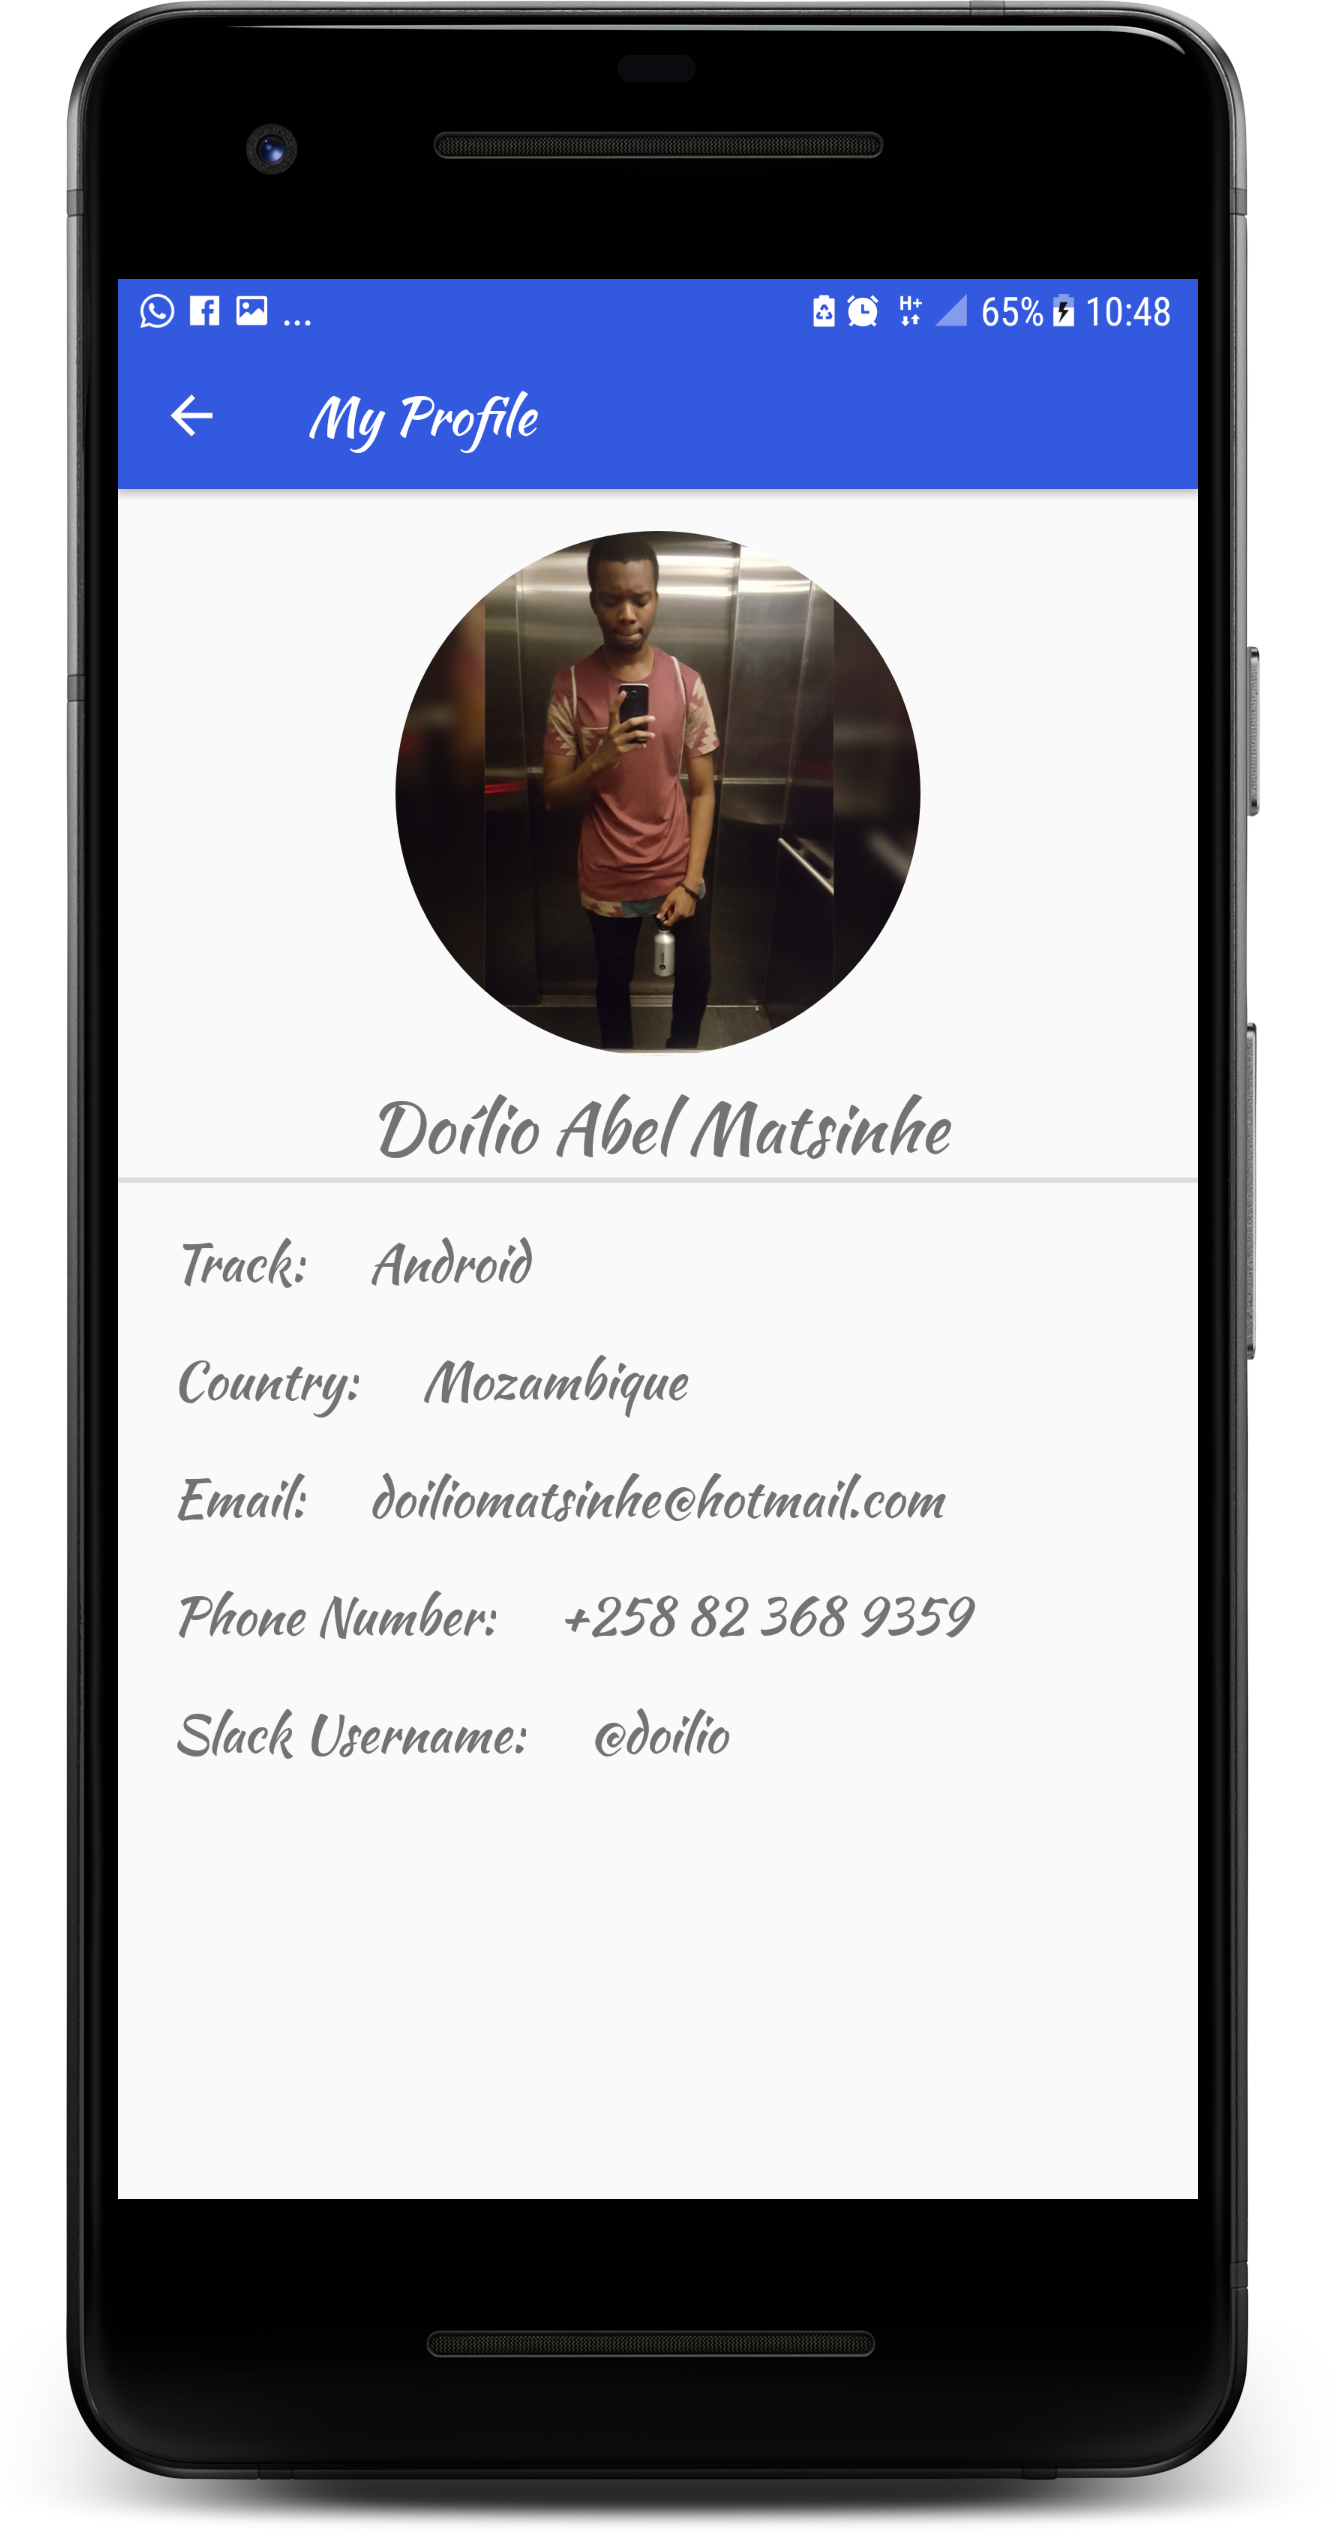 ... H+ 65% 10:48
My Profile
Doílio Abel Matsinhe
Track: Android
Country: Mozambique
Email: doiliomatsinhe@hotmail.com
Phone Number: +258 82 368 9359
Slack Username: @doilio